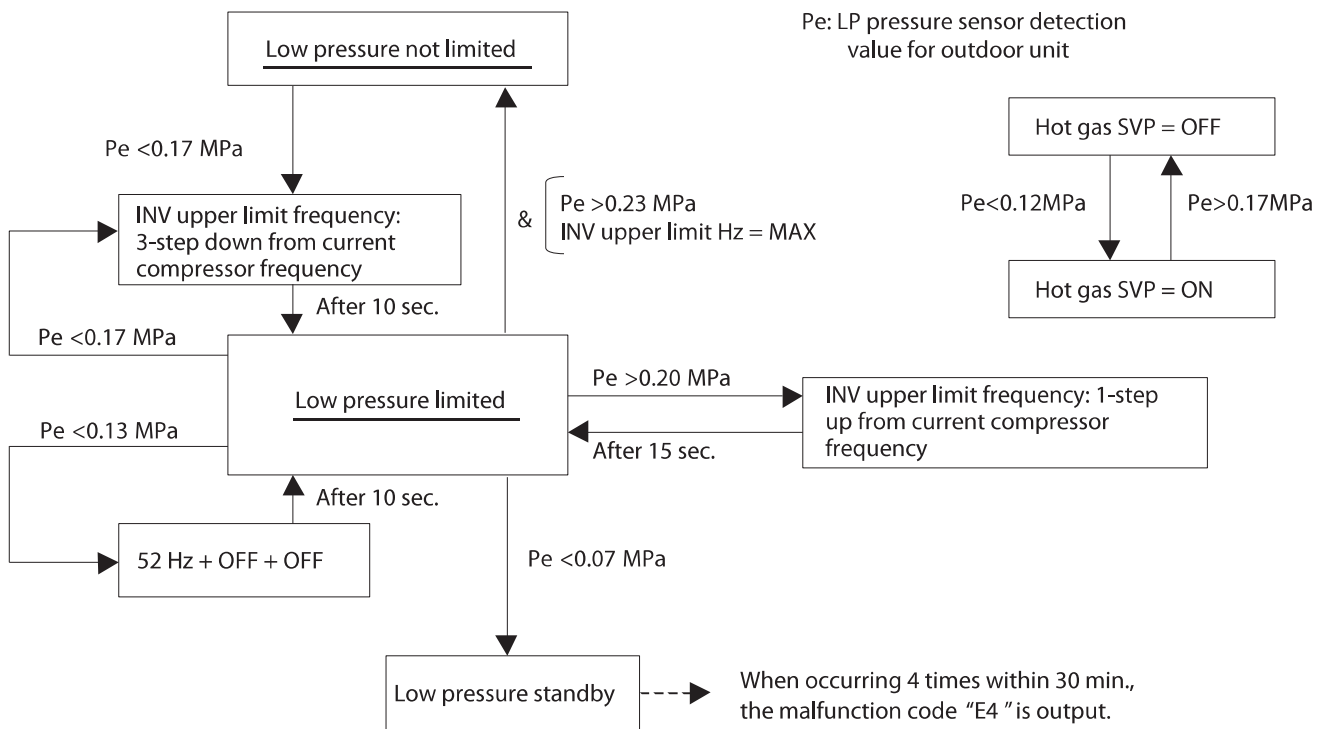 Low pressure not limited
Pe: LP pressure sensor detection
value for outdoor unit
Pe <0.17 MPa
INV upper limit frequency:
3-step down from current
compressor frequency
&
Pe >0.23 MPa
INV upper limit Hz = MAX
Hot gas SVP = OFF
Pe<0.12MPa
Pe>0.17MPa
Hot gas SVP = ON
After 10 sec.
Pe <0.17 MPa
Low pressure limited
Pe >0.20 MPa
After 15 sec.
INV upper limit frequency: 1-step
up from current compressor
frequency
Pe <0.13 MPa
After 10 sec.
52 Hz + OFF + OFF
Pe <0.07 MPa
Low pressure standby
When occurring 4 times within 30 min.,
the malfunction code “E4 ” is output.